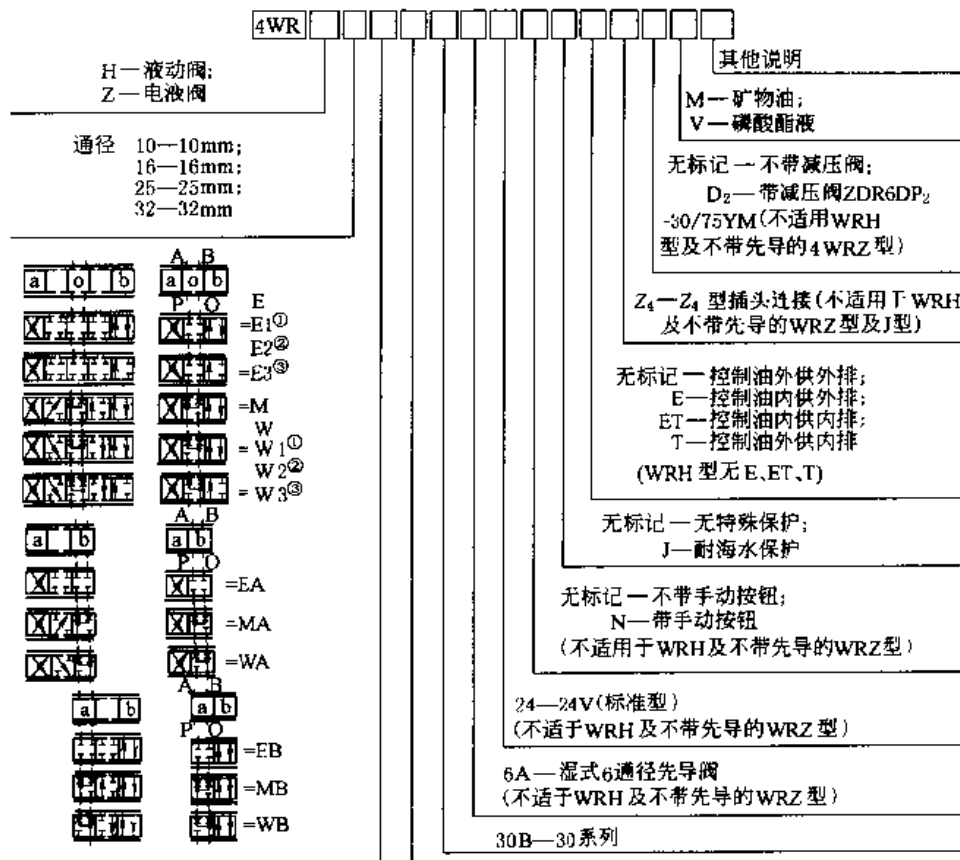 4WR
H—液动阀;
Z—电液阀
通径 10—10mm;
16—16mm;
25—25mm;
32—32mm
其他说明
M—矿物油;
V—磷酸酯液
无标记—不带减压阀;
D₂—带减压阀ZDR6DP₂
-30/75YM(不适用WRH
型及不带先导的4WRZ型)
Z₄—Z₄型插头连接(不适用于WRH
及不带先导的WRZ型及J型)
无标记—控制油外供外排;
E—控制油内供外排;
ET—控制油内供内排;
T—控制油外供内排
(WRH型无E、ET、T)
无标记—无特殊保护;
J—耐海水保护
无标记—不带手动按钮;
N—带手动按钮
(不适用于WRH及不带先导的WRZ型)
24—24V(标准型)
(不适于WRH及不带先导的WRZ型)
6A—湿式6通径先导阀
(不适于WRH及不带先导的WRZ型)
30B—30系列
A B
a o b a o b
P O
E
=E1①
E2②
=E3③
=M
W
=W1①
W2②
=W3③
A B
a b a b
P O
=EA
=MA
=WA
A B
a b a b
P O
=EB
=MB
=WB